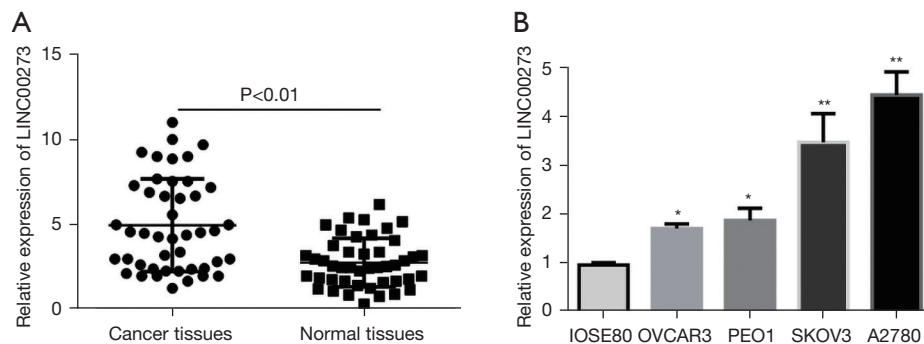 A
Relative expression of LINC00273
15
10
5
0
P<0.01
Cancer tissues
Normal tissues
B
Relative expression of LINC00273
5
4
3
2
1
0
*
*
**
**
IOSE80 OVCAR3 PEO1 SKOV3 A2780